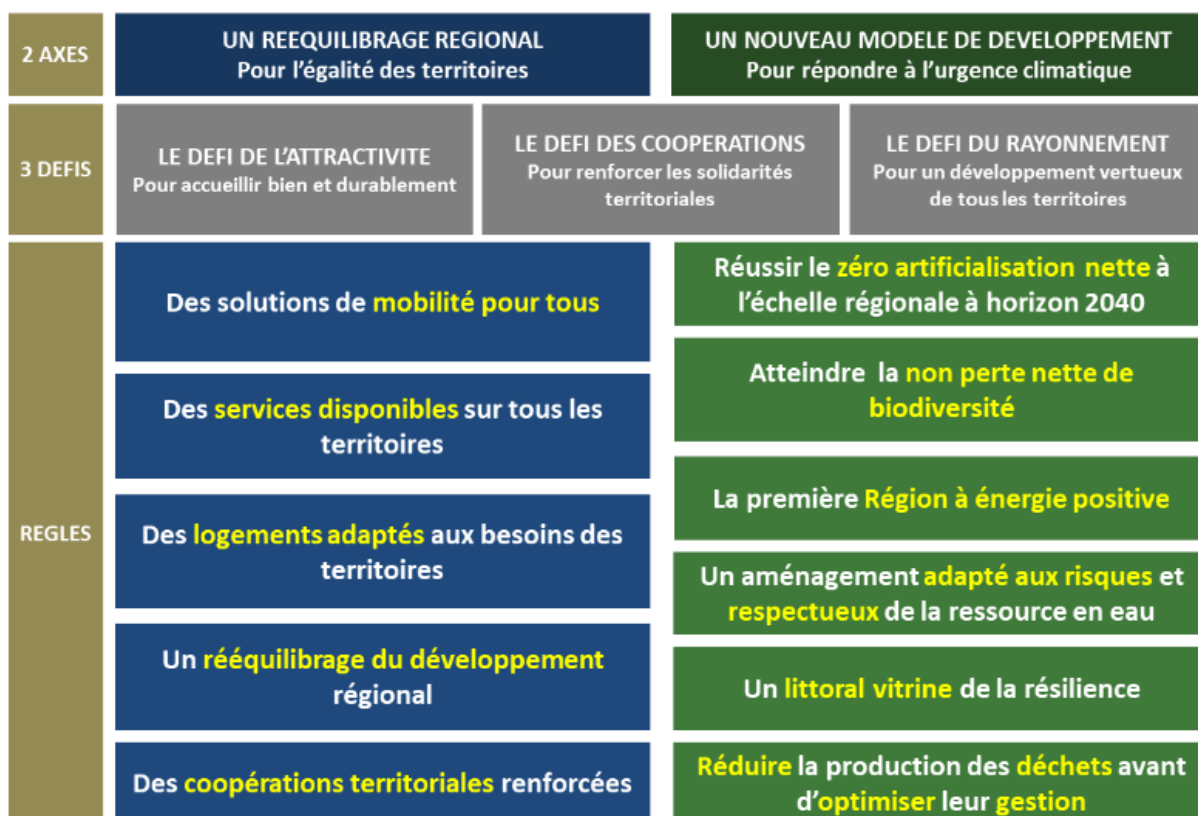 2 AXES
UN REEQUILIBRAGE REGIONAL
Pour l'égalité des territoires
UN NOUVEAU MODELE DE DEVELOPPEMENT
Pour répondre à l'urgence climatique
3 DEFIS
LE DEFI DE L'ATTRACTIVITE
Pour accueillir bien et durablement
LE DEFI DES COOPERATIONS
Pour renforcer les solidarités
territoriales
LE DEFI DU RAYONNEMENT
Pour un développement vertueux
de tous les territoires
REGLES
Des solutions de mobilité pour tous
Des services disponibles sur tous les
territoires
Des logements adaptés aux besoins des
territoires
Un rééquilibrage du développement
régional
Des coopérations territoriales renforcées
Réussir le zéro artificialisation nette à
l'échelle régionale à horizon 2040
Atteindre la non perte nette de
biodiversité
La première Région à énergie positive
Un aménagement adapté aux risques et
respectueux de la ressource en eau
Un littoral vitrine de la résilience
Réduire la production des déchets avant
d'optimiser leur gestion